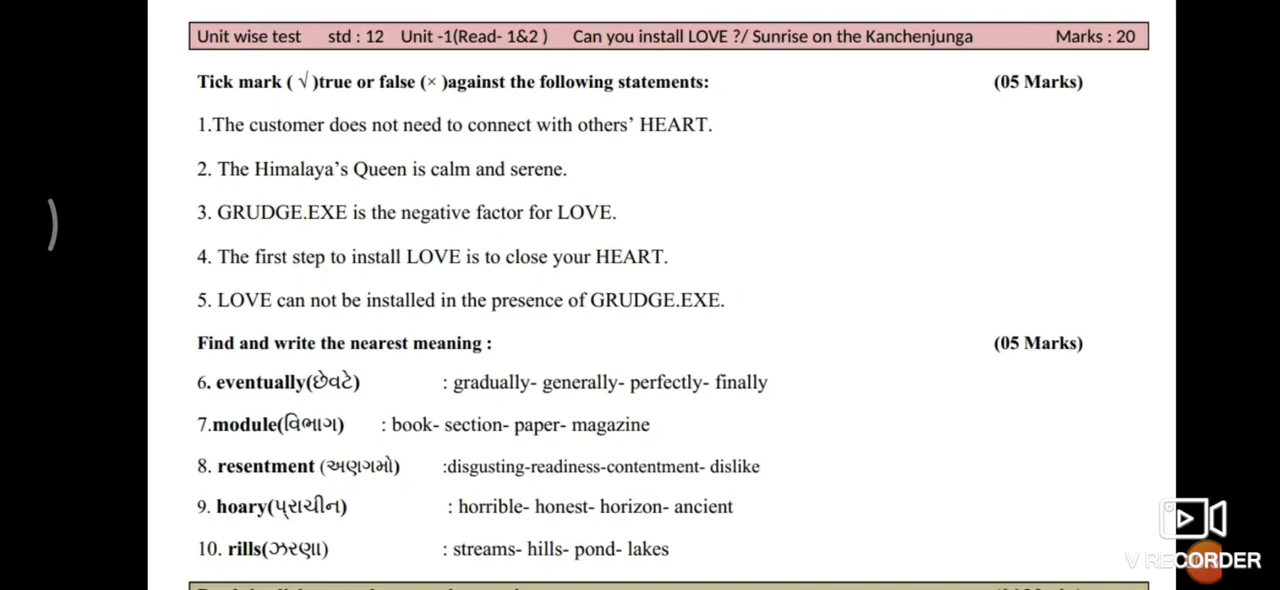 Unit wise test std : 12 Unit -1(Read- 1&2 ) Can you install LOVE ?/ Sunrise on the Kanchenjunga Marks : 20
Tick mark ( √ )true or false (× )against the following statements: (05 Marks)
1.The customer does not need to connect with others’ HEART.
2. The Himalaya’s Queen is calm and serene.
3. GRUDGE.EXE is the negative factor for LOVE.
4. The first step to install LOVE is to close your HEART.
5. LOVE can not be installed in the presence of GRUDGE.EXE.
Find and write the nearest meaning : (05 Marks)
6. eventually(છેવટે) : gradually- generally- perfectly- finally
7.module(વિભાગ) : book- section- paper- magazine
8. resentment (અણગમો) :disgusting-readiness-contentment- dislike
9. hoary(પ્રાચીન) : horrible- honest- horizon- ancient
10. rills(ઝરણા) : streams- hills- pond- lakes
V RECORDER